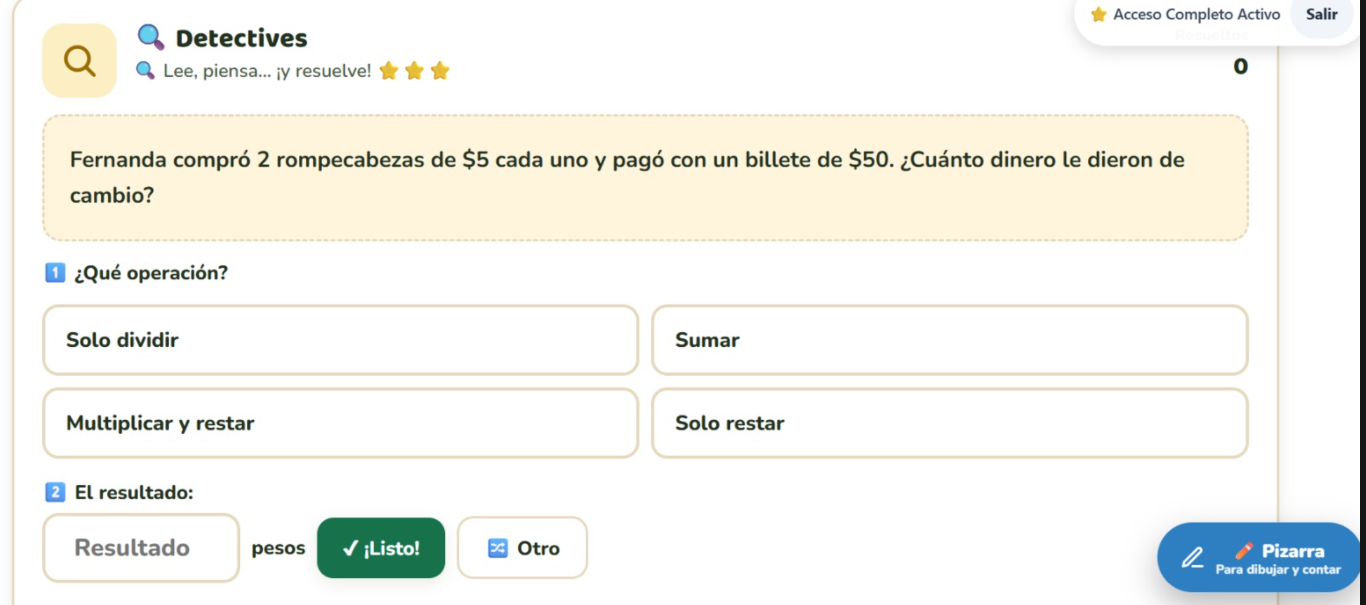 ⭐ Acceso Completo Activo Salir
🔍 Detectives
Resueltos
🔍 Lee, piensa... ¡y resuelve! ⭐⭐⭐
0
Fernanda compró 2 rompecabezas de $5 cada uno y pagó con un billete de $50. ¿Cuánto dinero le dieron de
cambio?
1 ¿Qué operación?
Solo dividir
Sumar
Multiplicar y restar
Solo restar
2 El resultado:
Resultado pesos ✓ ¡Listo! 🔀 Otro
Pizarra
Para dibujar y contar